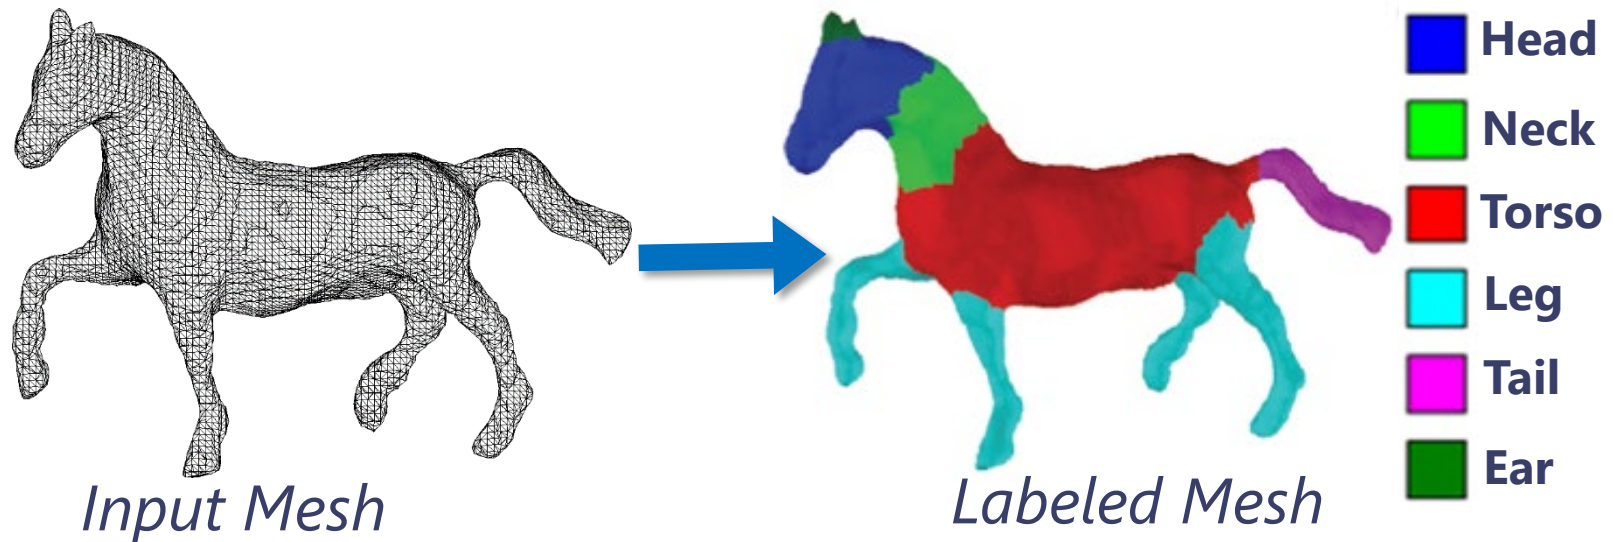 Head
Neck
Torso
Leg
Tail
Ear
Input Mesh
Labeled Mesh